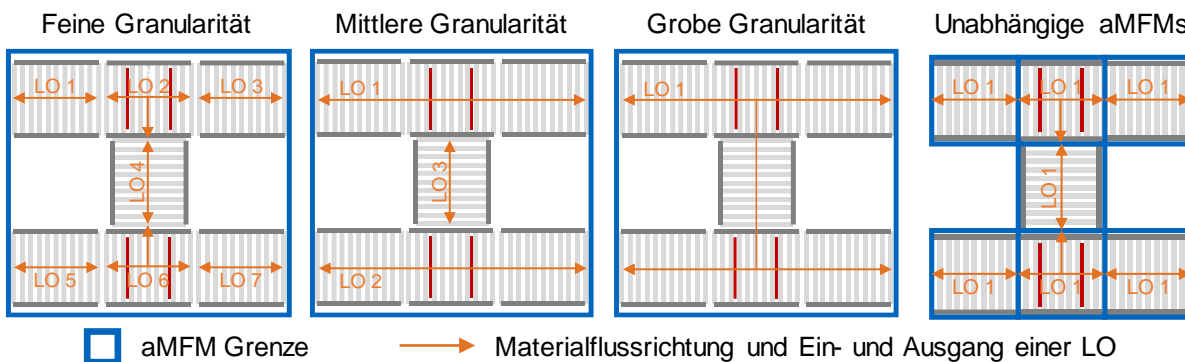 Feine Granularität
Mittlere Granularität
Grobe Granularität
Unabhängige aMFMs
LO 1
LO 2
LO 3
LO 4
LO 5
LO 6
LO 7
LO 1
LO 3
LO 2
LO 1
LO 1
LO 1
LO 1
LO 1
LO 1
LO 1
LO 1
aMFM Grenze
Materialflussrichtung und Ein- und Ausgang einer LO